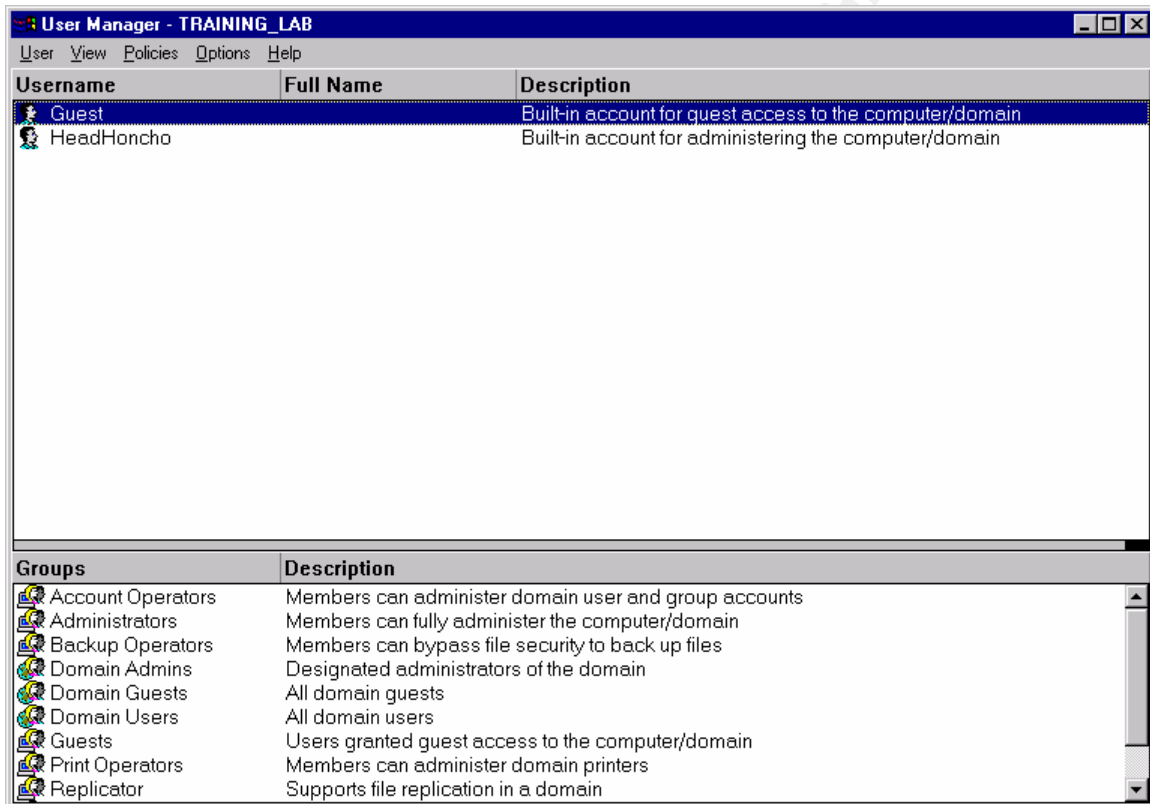 User Manager - TRAINING_LAB
User View Policies Options Help
Username Full Name Description
Guest Built-in account for guest access to the computer/domain
HeadHoncho Built-in account for administering the computer/domain
Groups Description
Account Operators Members can administer domain user and group accounts
Administrators Members can fully administer the computer/domain
Backup Operators Members can bypass file security to back up files
Domain Admins Designated administrators of the domain
Domain Guests All domain guests
Domain Users All domain users
Guests Users granted guest access to the computer/domain
Print Operators Members can administer domain printers
Replicator Supports file replication in a domain